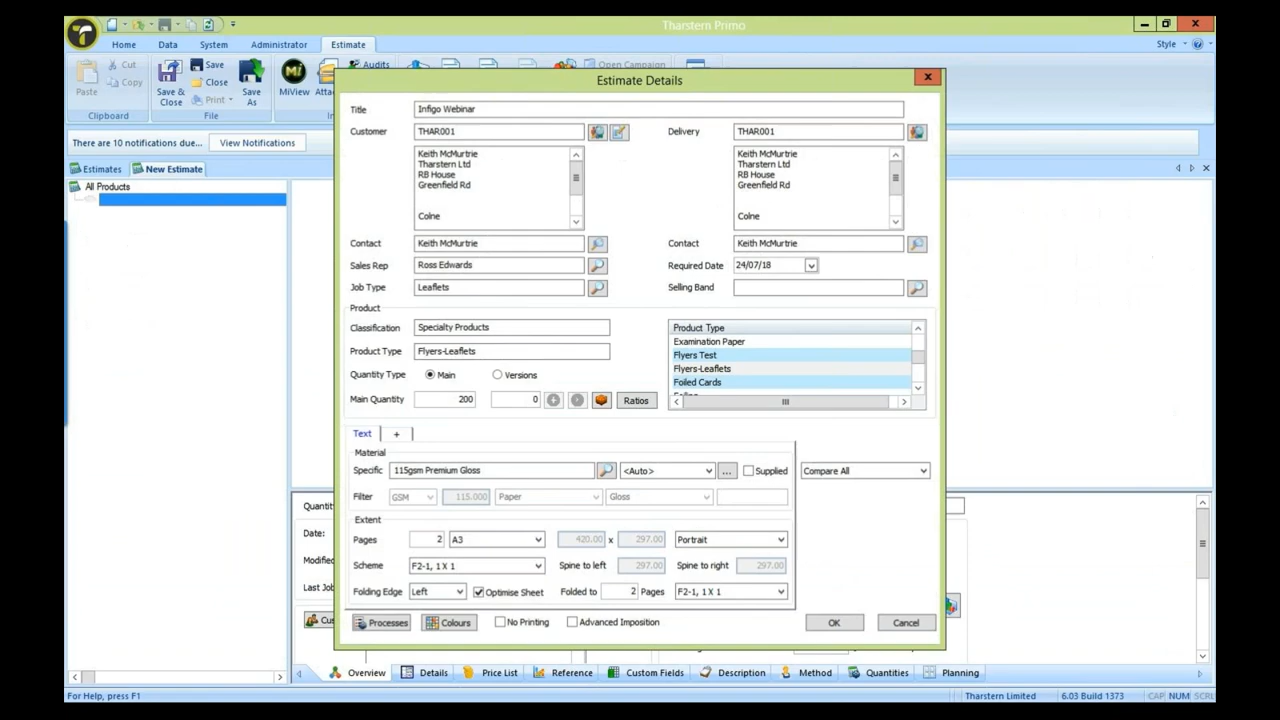 Tharstern Primo
Home Data System Administrator Estimate Style
Cut Save Audits Open Campaign
Copy Close
Paste Save & Close Print Save As MiView
Clipboard File
There are 10 notifications due... View Notifications
Estimates New Estimate
All Products
Estimate Details
Title Infigo Webinar
Customer THAR001 Delivery THAR001
Keith McMurtrie Keith McMurtrie
Tharstern Ltd Tharstern Ltd
RB House RB House
Greenfield Rd Greenfield Rd
Colne Colne
Contact Keith McMurtrie Contact Keith McMurtrie
Sales Rep Ross Edwards Required Date 24/07/18
Job Type Leaflets Selling Band
Product
Classification Specialty Products Product Type
Examination Paper
Product Type Flyers-Leaflets Flyers Test
Flyers-Leaflets
Quantity Type Main Versions Foiled Cards
Main Quantity 200 0 Ratios
Text +
Material
Specific 115gsm Premium Gloss <Auto> ... Supplied Compare All
Filter GSM 115.000 Paper Gloss
Extent
Pages 2 A3 420.00 x 297.00 Portrait
Scheme F2-1, 1 X 1 Spine to left 297.00 Spine to right 297.00
Folding Edge Left Optimise Sheet Folded to 2 Pages F2-1, 1 X 1
Processes Colours No Printing Advanced Imposition OK Cancel
Date:
Overview Details Price List Reference Custom Fields Description Method Quantities Planning
For Help, press F1 Tharstern Limited 6.03 Build 1373 CAP NUM SCRL